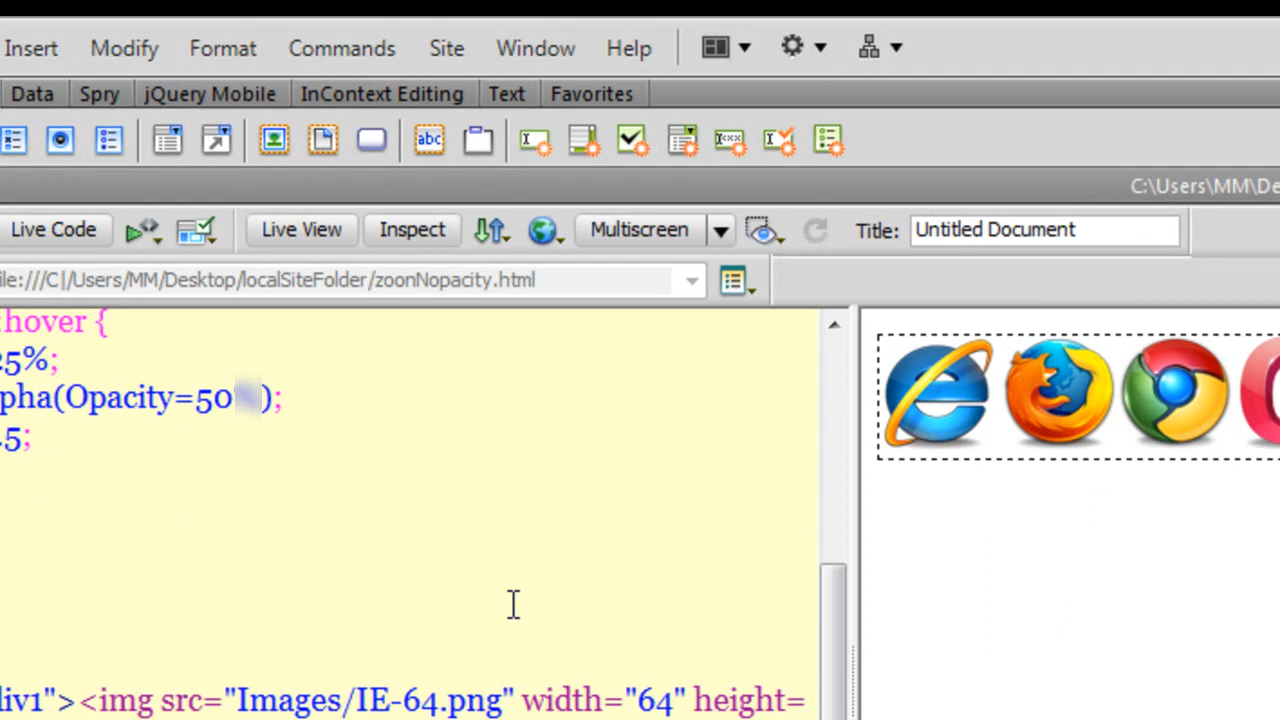 Insert Modify Format Commands Site Window Help
Data Spry jQuery Mobile InContext Editing Text Favorites
abc
C:\Users\MM\De
Live Code Live View Inspect Multiscreen Title: Untitled Document
ile:///C|/Users/MM/Desktop/localSiteFolder/zoonNopacity.html
:hover {
25%;
pha(Opacity=50 );
.5;
div1"><img src="Images/IE-64.png" width="64" height=